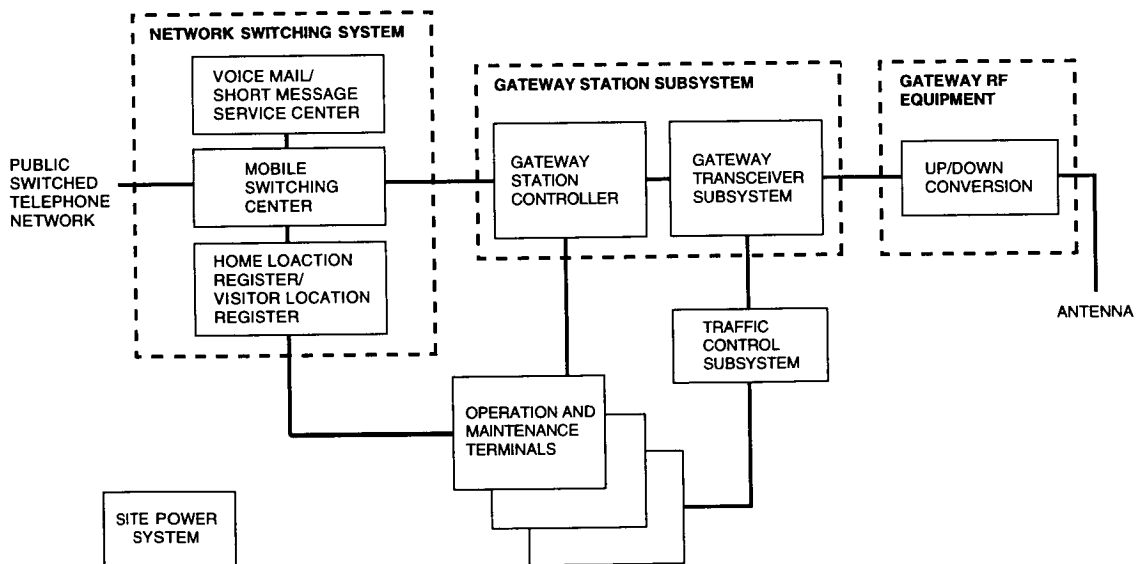 NETWORK SWITCHING SYSTEM
VOICE MAIL/
SHORT MESSAGE
SERVICE CENTER
PUBLIC
SWITCHED
TELEPHONE
NETWORK
MOBILE
SWITCHING
CENTER
HOME LOACTION
REGISTER/
VISITOR LOCATION
REGISTER
GATEWAY STATION SUBSYSTEM
GATEWAY
STATION
CONTROLLER
GATEWAY
TRANSCEIVER
SUBSYSTEM
GATEWAY RF
EQUIPMENT
UP/DOWN
CONVERSION
ANTENNA
TRAFFIC
CONTROL
SUBSYSTEM
OPERATION AND
MAINTENANCE
TERMINALS
SITE POWER
SYSTEM